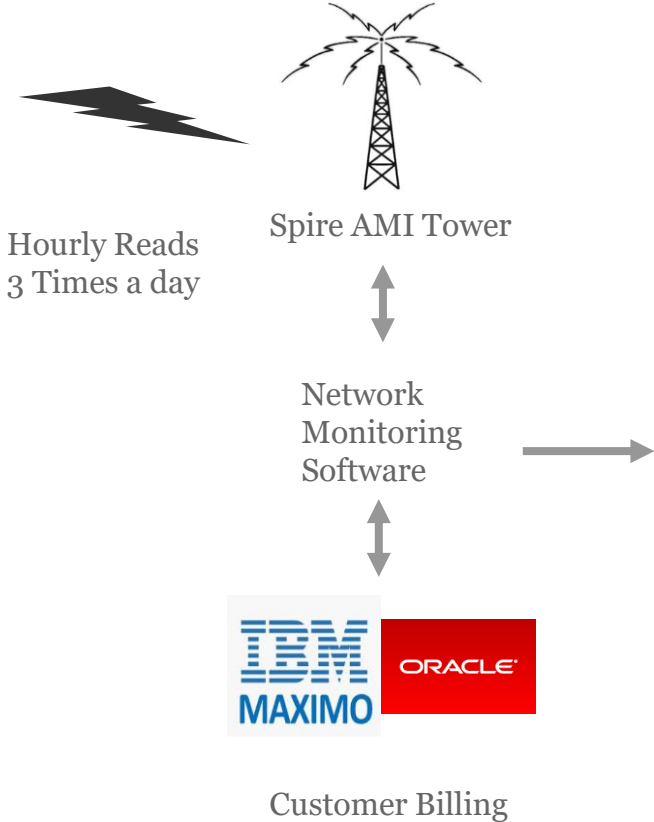 Spire AMI Tower
Hourly Reads
3 Times a day
Network
Monitoring
Software
IBM
MAXIMO
ORACLE
Customer Billing